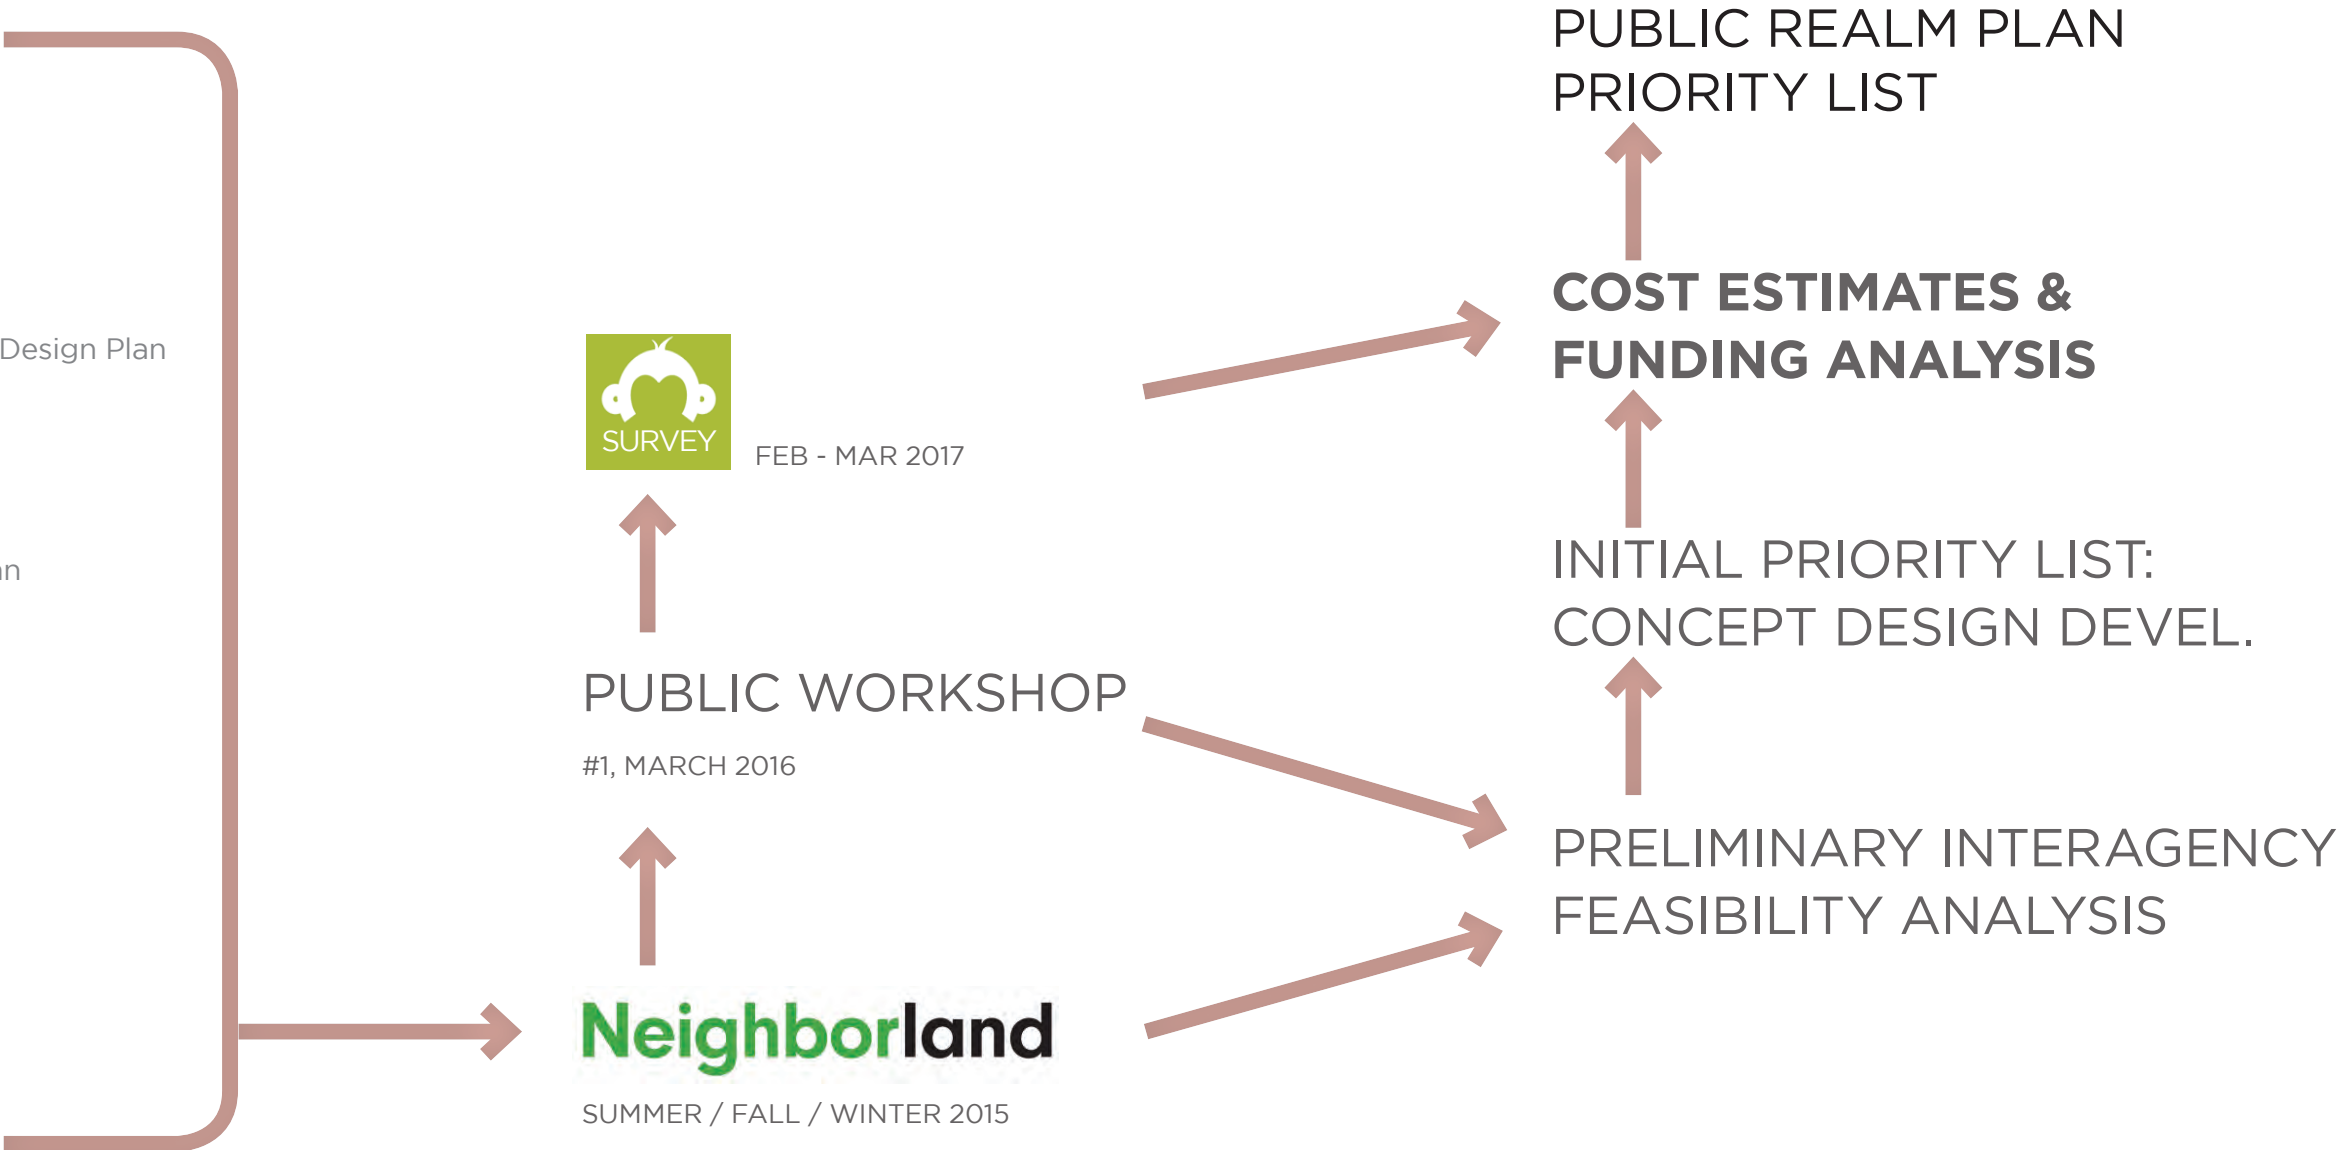 Design Plan
SURVEY
FEB - MAR 2017
PUBLIC WORKSHOP
#1, MARCH 2016
Neighborland
SUMMER / FALL / WINTER 2015
PUBLIC REALM PLAN
PRIORITY LIST
COST ESTIMATES &
FUNDING ANALYSIS
INITIAL PRIORITY LIST:
CONCEPT DESIGN DEVEL.
PRELIMINARY INTERAGENCY
FEASIBILITY ANALYSIS